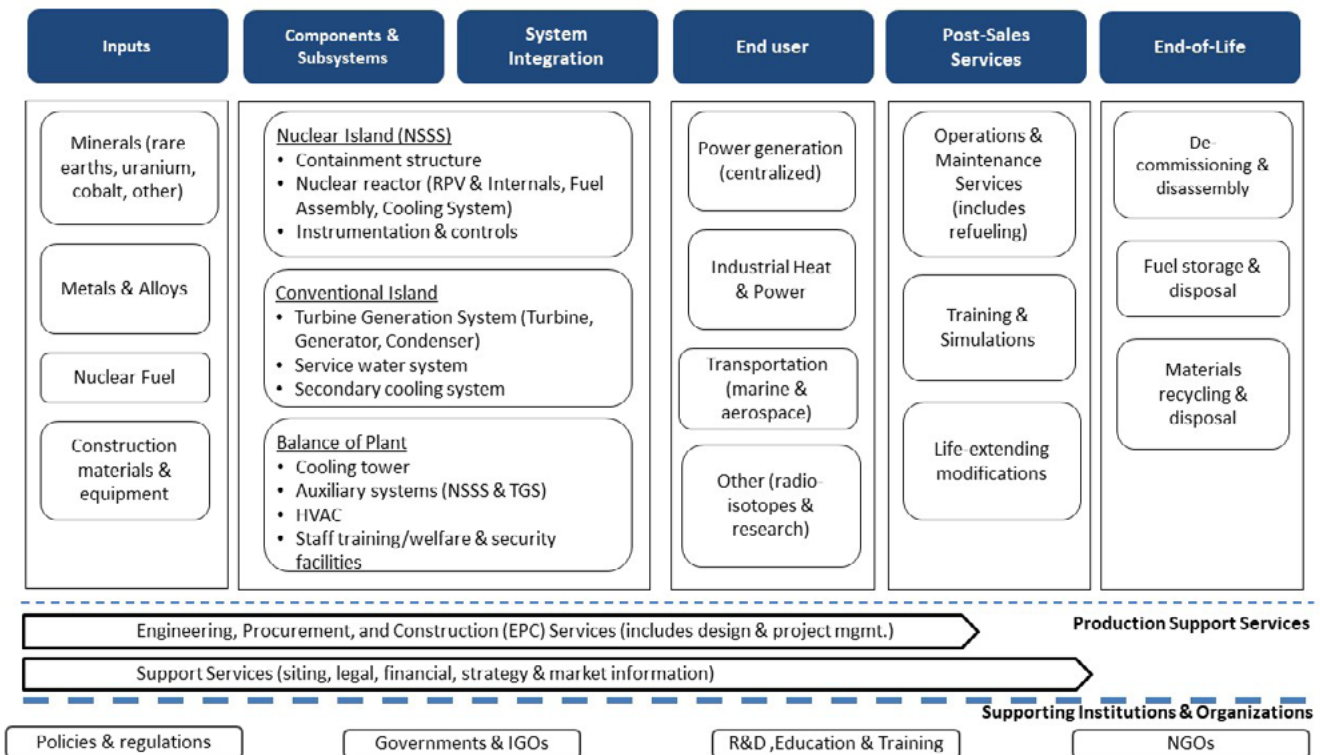 Inputs
Components &
Subsystems
System
Integration
End user
Post-Sales
Services
End-of-Life
Minerals (rare
earths, uranium,
cobalt, other)
Metals & Alloys
Nuclear Fuel
Construction
materials &
equipment
Nuclear Island (NSSS)
• Containment structure
• Nuclear reactor (RPV & Internals, Fuel
Assembly, Cooling System)
• Instrumentation & controls
Conventional Island
• Turbine Generation System (Turbine,
Generator, Condenser)
• Service water system
• Secondary cooling system
Balance of Plant
• Cooling tower
• Auxiliary systems (NSSS & TGS)
• HVAC
• Staff training/welfare & security
facilities
Power generation
(centralized)
Industrial Heat
& Power
Transportation
(marine &
aerospace)
Other (radio-
isotopes &
research)
Operations &
Maintenance
Services
(includes
refueling)
Training &
Simulations
Life-extending
modifications
De-
commissioning &
disassembly
Fuel storage &
disposal
Materials
recycling &
disposal
Engineering, Procurement, and Construction (EPC) Services (includes design & project mgmt.)
Production Support Services
Support Services (siting, legal, financial, strategy & market information)
Supporting Institutions & Organizations
Policies & regulations
Governments & IGOs
R&D ,Education & Training
NGOs